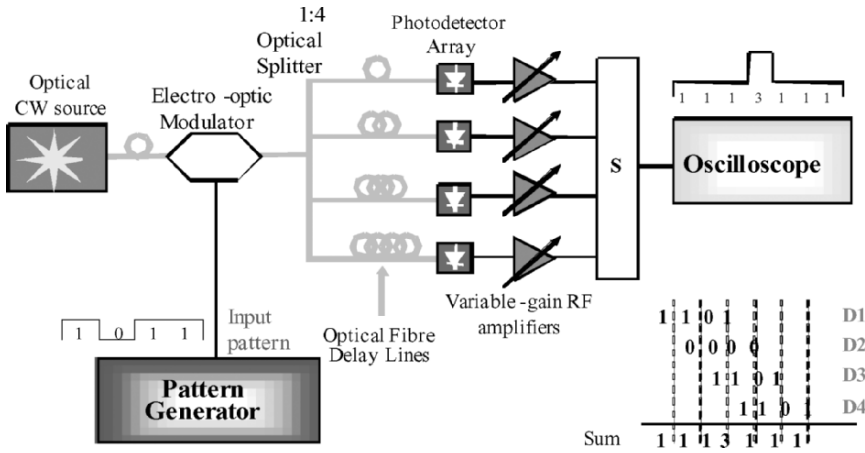 1:4
Optical
Splitter
Photodetector
Array
Optical
CW source
Electro -optic
Modulator
1 1 1 3 1 1 1
S
Oscilloscope
Variable -gain RF
amplifiers
Optical Fibre
Delay Lines
1 0 1 1
Input
pattern
Pattern
Generator
1 1 0 1 D1
0 0 0 0 D2
1 1 0 1 D3
1 1 0 1 D4
Sum 1 1 1 3 1 1 1